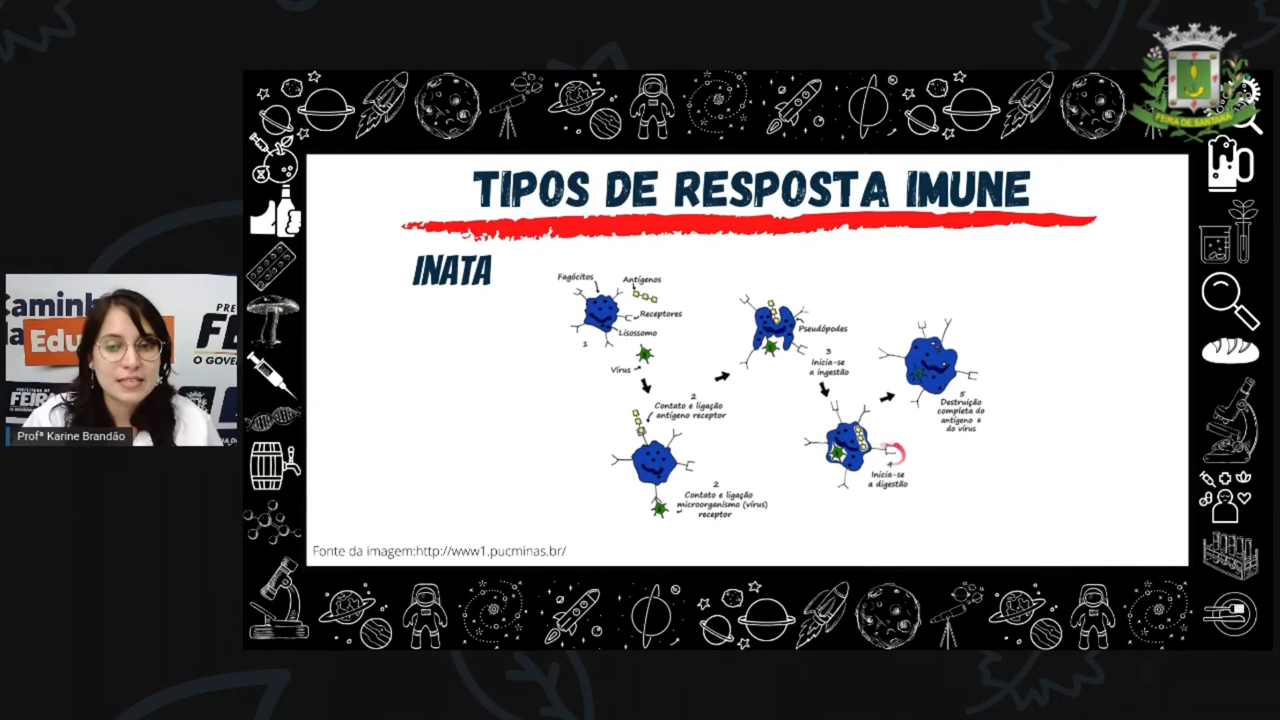 FEIRA DE SANTANA
TIPOS DE RESPOSTA IMUNE
INATA
Fagócitos
Antígenos
Receptores
Lisossomo
1
Vírus
2
Contato e ligação
antígeno receptor
2
Contato e ligação
microorganismo (vírus)
receptor
Pseudópodes
3
Inicia-se
a ingestão
4
Inicia-se
a digestão
5
Destruição
completa do
antígeno e
do vírus
Fonte da imagem:http://www1.pucminas.br/
Edu
O GOVE
Profª Karine Brandão